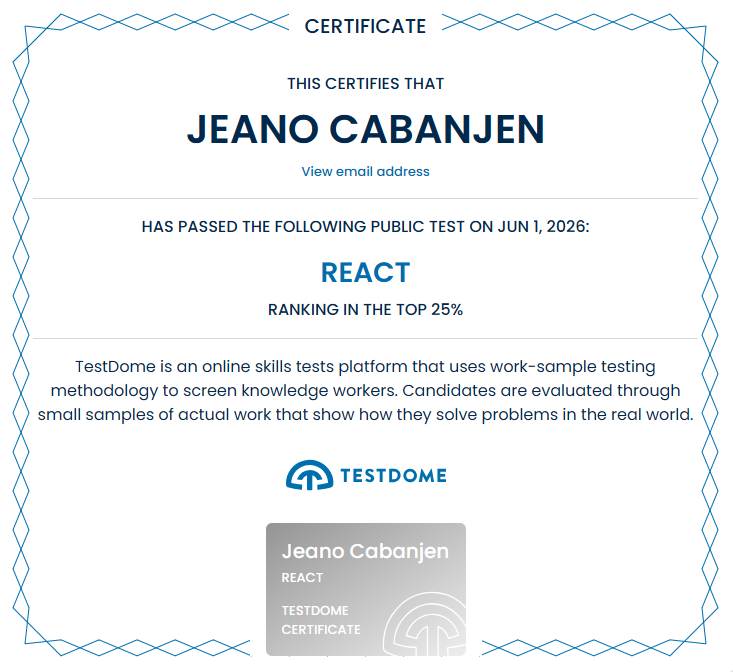 CERTIFICATE
THIS CERTIFIES THAT
JEANO CABANJEN
View email address
HAS PASSED THE FOLLOWING PUBLIC TEST ON JUN 1, 2026:
REACT
RANKING IN THE TOP 25%
TestDome is an online skills tests platform that uses work-sample testing
methodology to screen knowledge workers. Candidates are evaluated through
small samples of actual work that show how they solve problems in the real world.
TESTDOME
Jeano Cabanjen
REACT
TESTDOME
CERTIFICATE